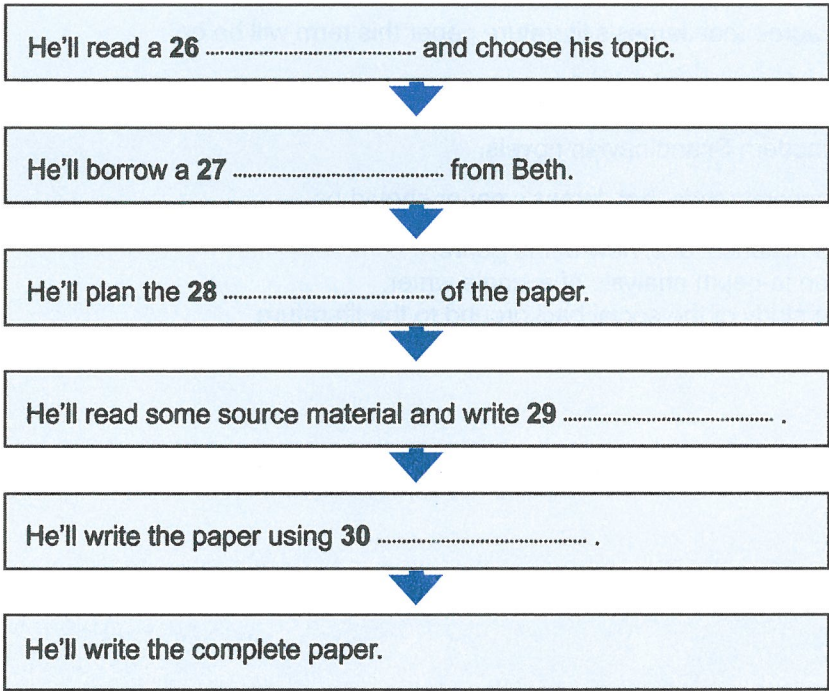 He'll read a 26 .................................... and choose his topic.
He'll borrow a 27 .................................... from Beth.
He'll plan the 28 .................................... of the paper.
He'll read some source material and write 29 .................................... .
He'll write the paper using 30 .................................... .
He'll write the complete paper.